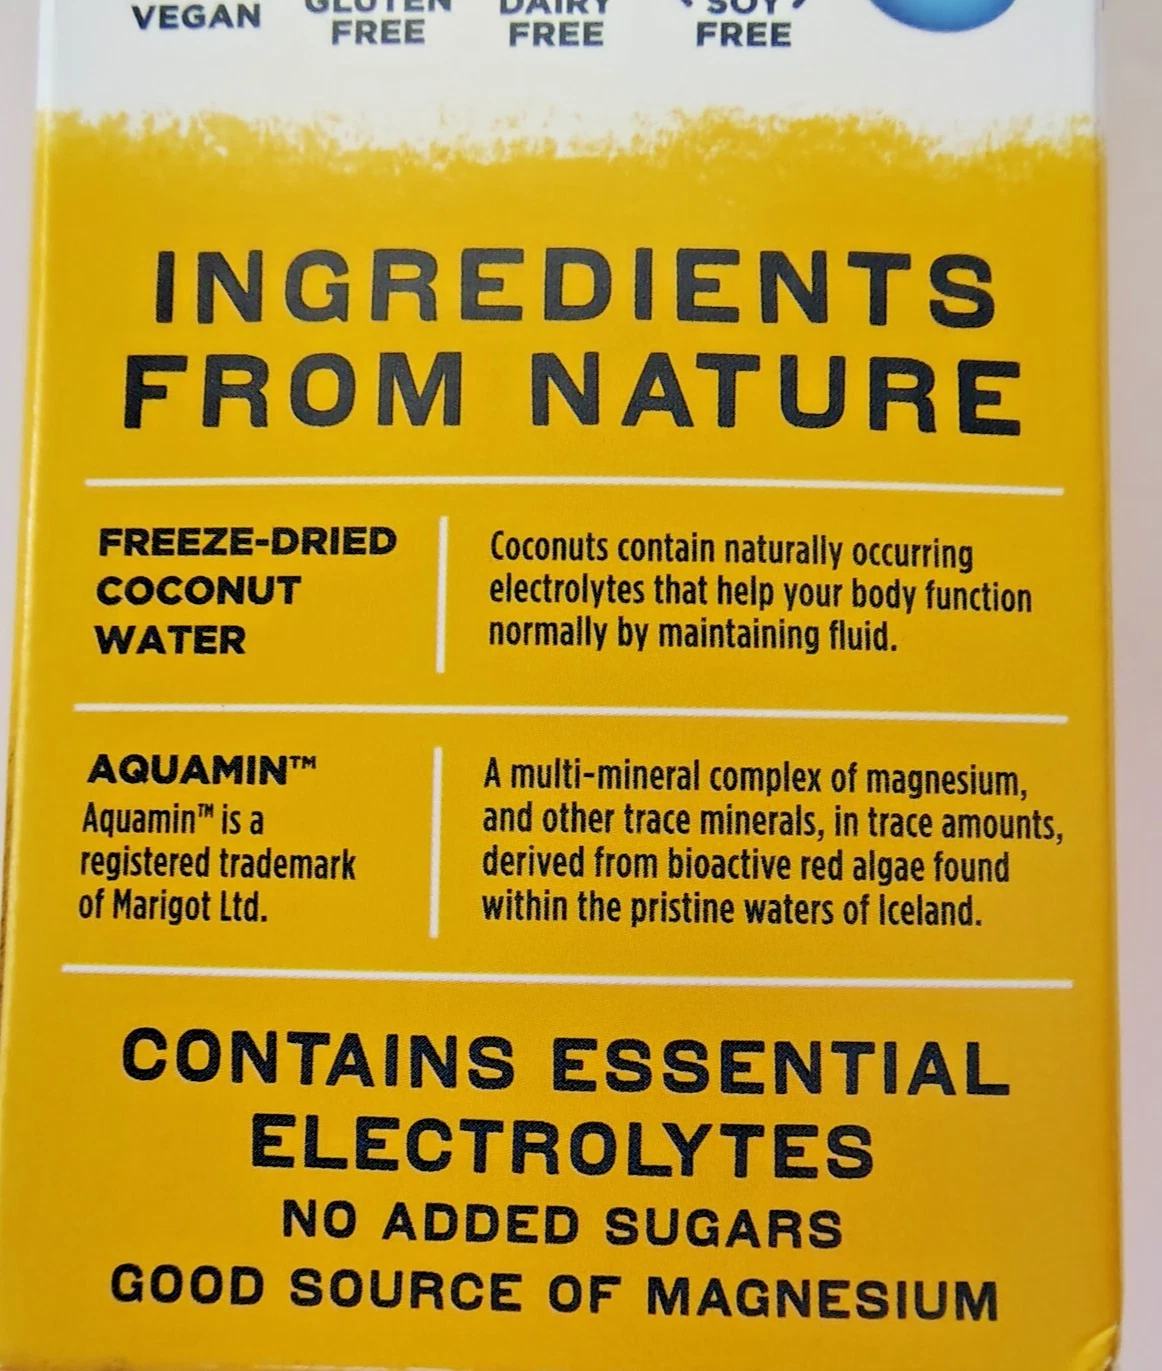 VEGAN
GLUTEN
FREE
DAIRY
FREE
SOY
FREE
INGREDIENTS
FROM NATURE
FREEZE-DRIED
COCONUT
WATER
Coconuts contain naturally occurring
electrolytes that help your body function
normally by maintaining fluid.
AQUAMIN™
Aquamin™ is a
registered trademark
of Marigot Ltd.
A multi-mineral complex of magnesium,
and other trace minerals, in trace amounts,
derived from bioactive red algae found
within the pristine waters of Iceland.
CONTAINS ESSENTIAL
ELECTROLYTES
NO ADDED SUGARS
GOOD SOURCE OF MAGNESIUM